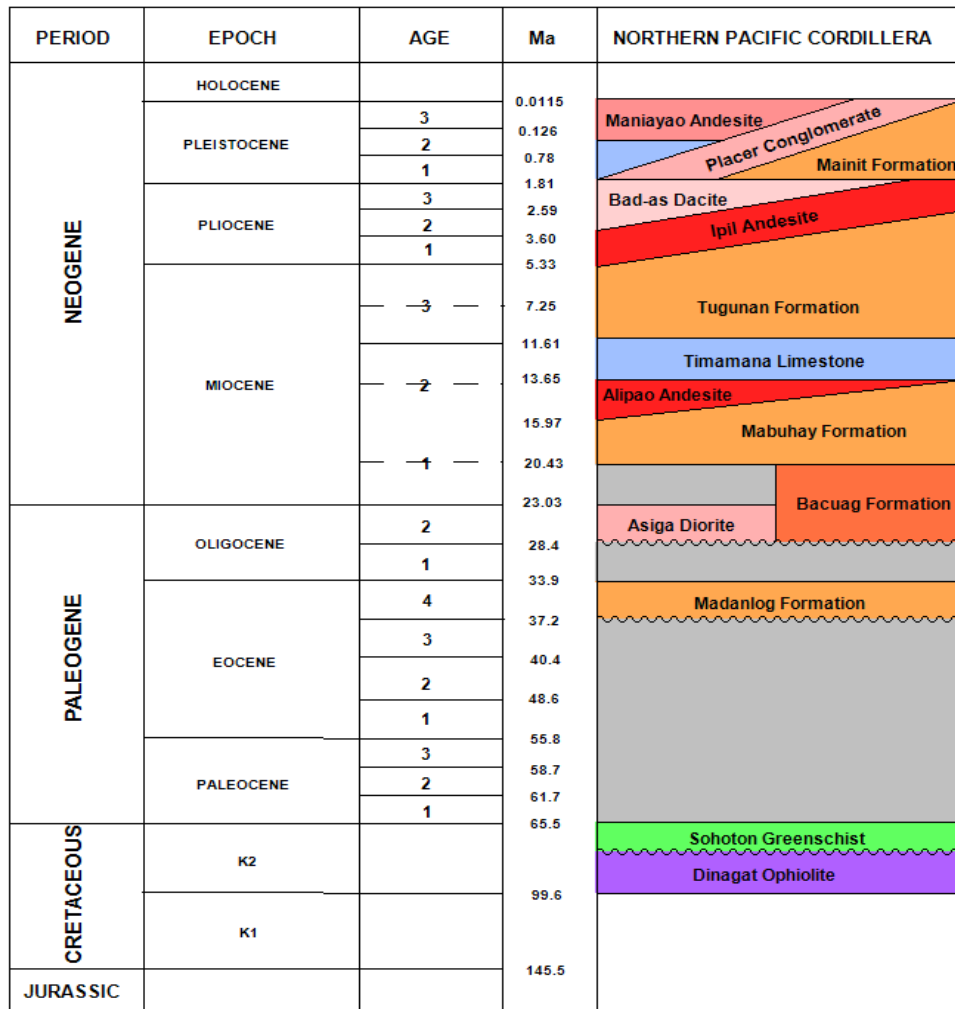 PERIOD EPOCH AGE Ma NORTHERN PACIFIC CORDILLERA
HOLOCENE
0.0115
3
Maniayao Andesite
0.126
Placer Conglomerate
PLEISTOCENE
2
0.78
Mainit Formation
1
1.81
3
Bad-as Dacite
2.59
PLIOCENE
2
Ipil Andesite
3.60
1
5.33
NEOGENE
3
7.25
Tugunan Formation
11.61
Timamana Limestone
13.65
MIOCENE
2
Alipao Andesite
15.97
Mabuhay Formation
1
20.43
23.03
Bacuag Formation
2
Asiga Diorite
OLIGOCENE
28.4
1
33.9
4
Madanlog Formation
37.2
PALEOGENE
3
EOCENE
40.4
2
48.6
1
55.8
3
58.7
PALEOCENE
2
61.7
1
65.5
CRETACEOUS
Sohoton Greenschist
K2
Dinagat Ophiolite
99.6
K1
145.5
JURASSIC